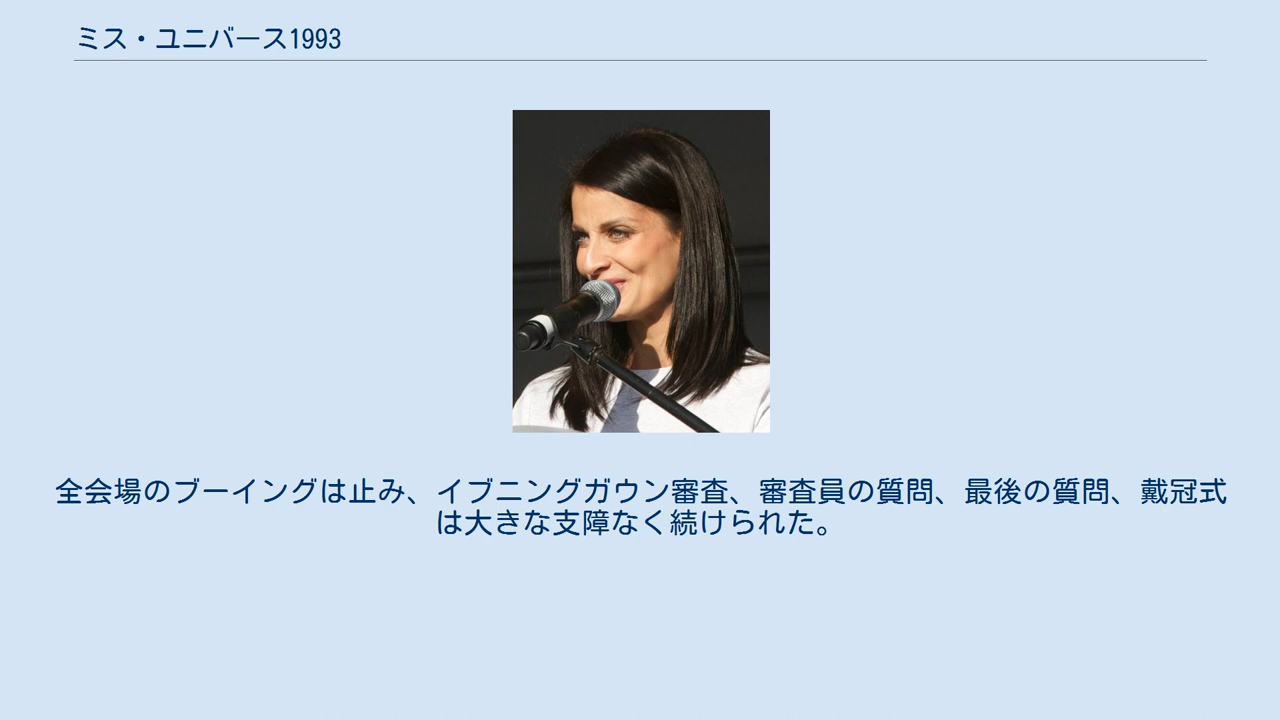 ミス・ユニバース1993
全会場のブーイングは止み、イブニングガウン審査、審査員の質問、最後の質問、戴冠式
は大きな支障なく続けられた。